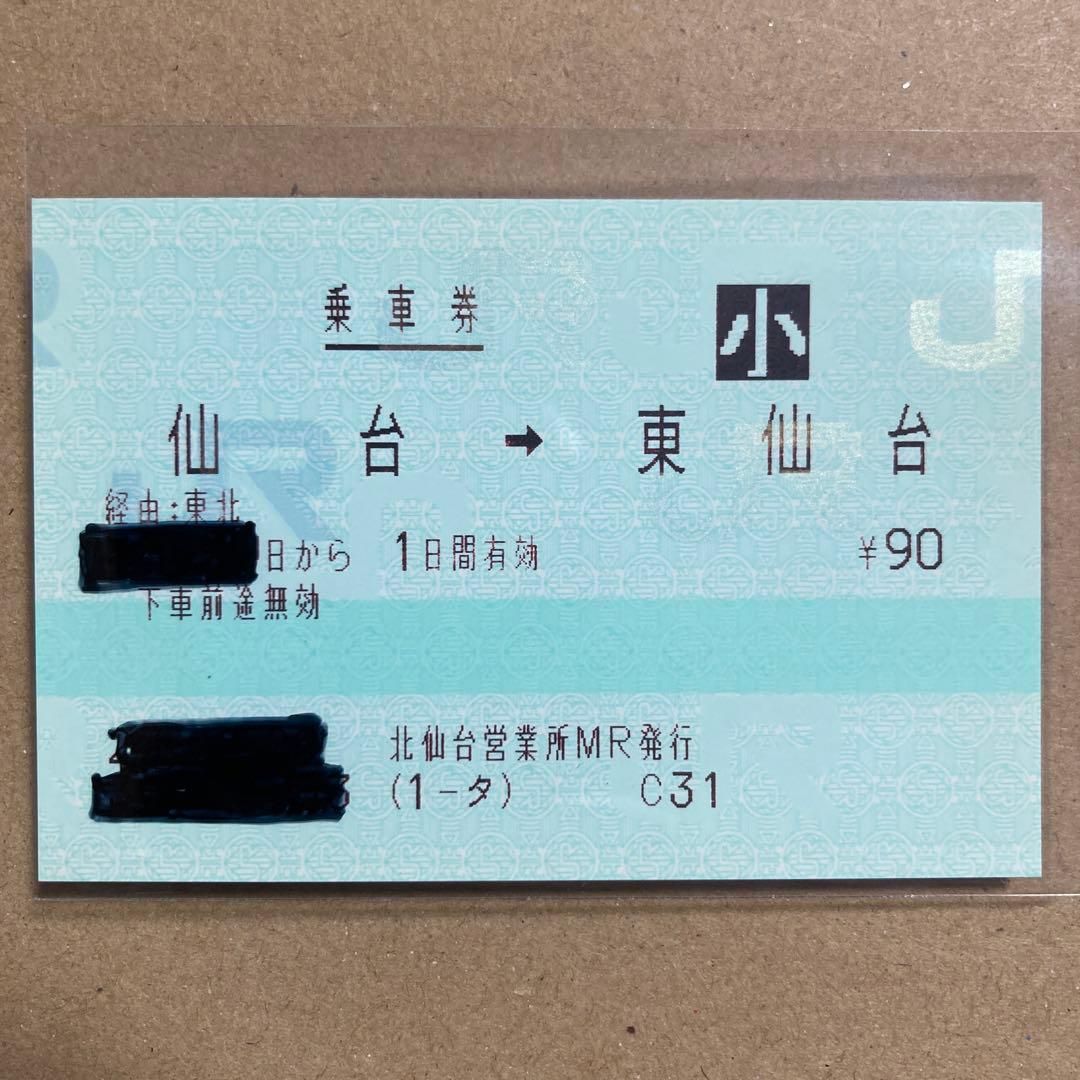 乗車券
小
仙台 → 東仙台
経由:東北
日から 1日間有効 ¥90
下車前途無効
北仙台営業所MR発行
(1-タ) C31